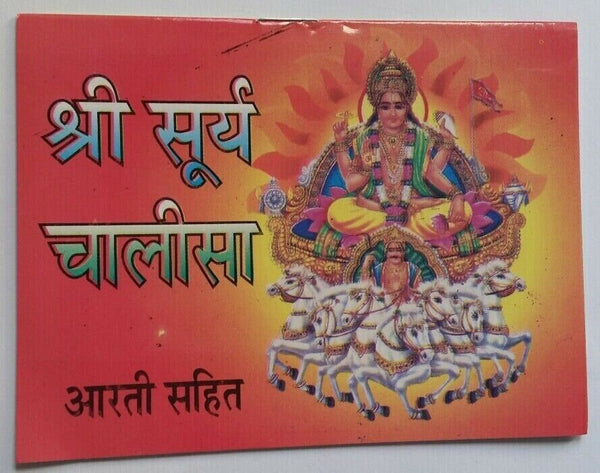 श्री सूर्य
चालीसा
आरती सहित